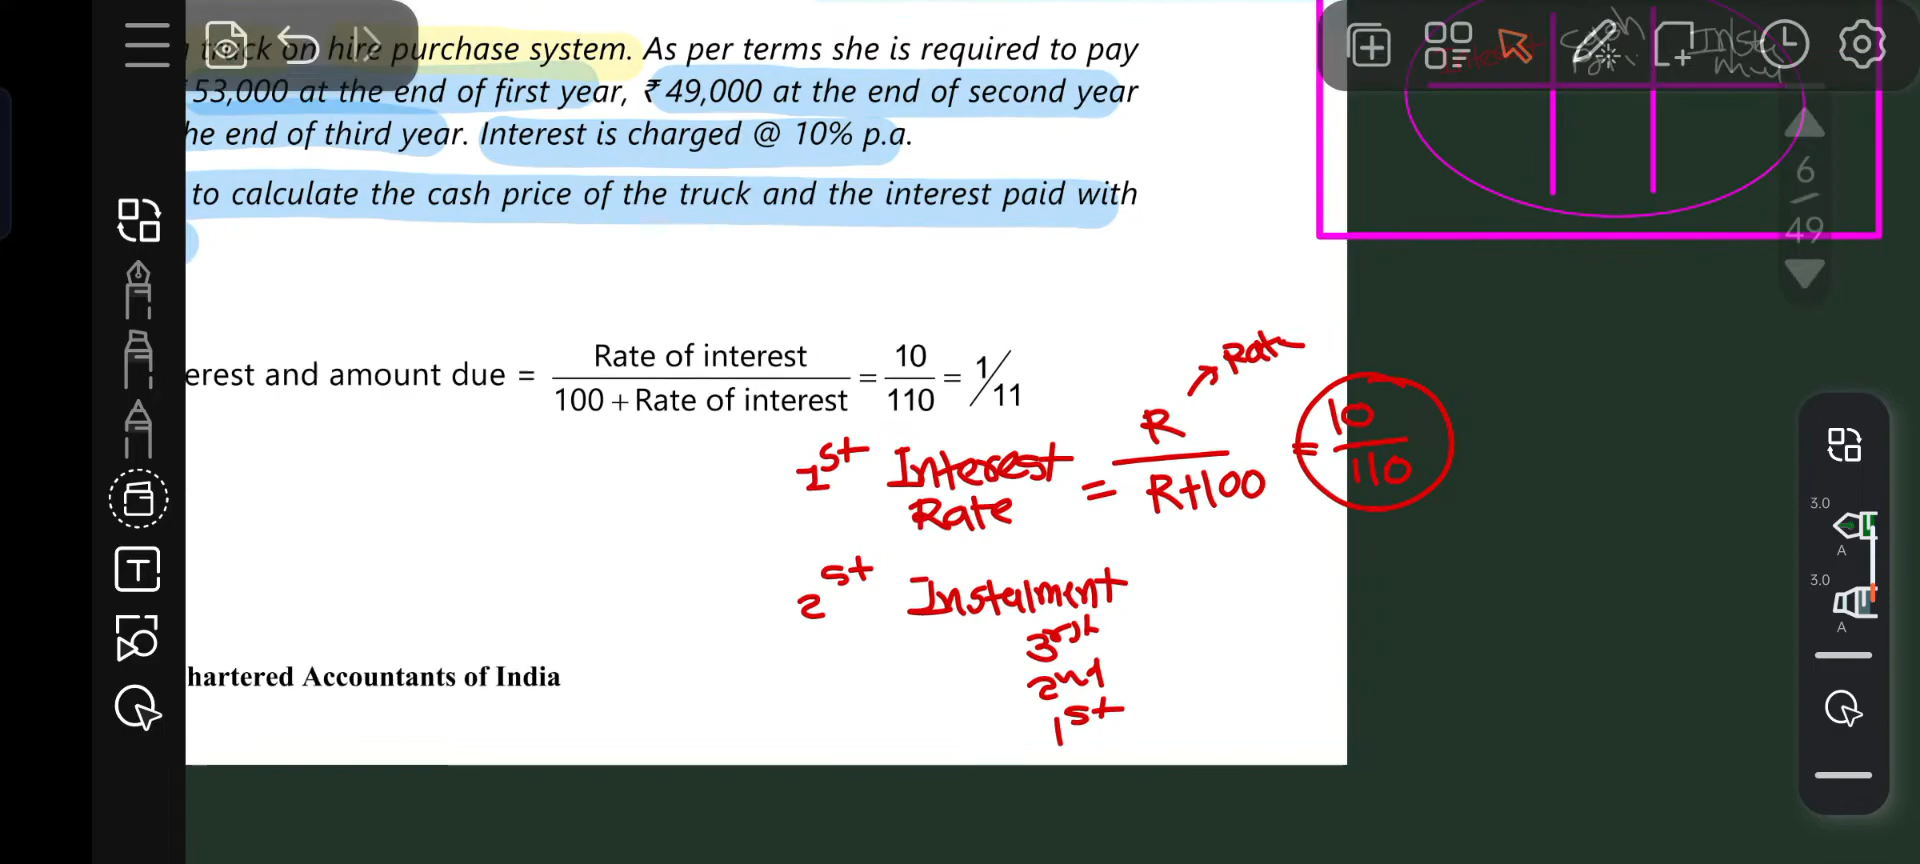 truck on hire purchase system. As per terms she is required to pay
₹ 53,000 at the end of first year, ₹ 49,000 at the end of second year
he end of third year. Interest is charged @ 10% p.a.
to calculate the cash price of the truck and the interest paid with
erest and amount due = Rate of interest / 100 + Rate of interest = 10 / 110 = 1/11
Rate
1st Interest Rate = R / R+100 = 10 / 110
2st Instalment
3rd
2nd
1st
hartered Accountants of India
6
49
3.0
A
3.0
A
T